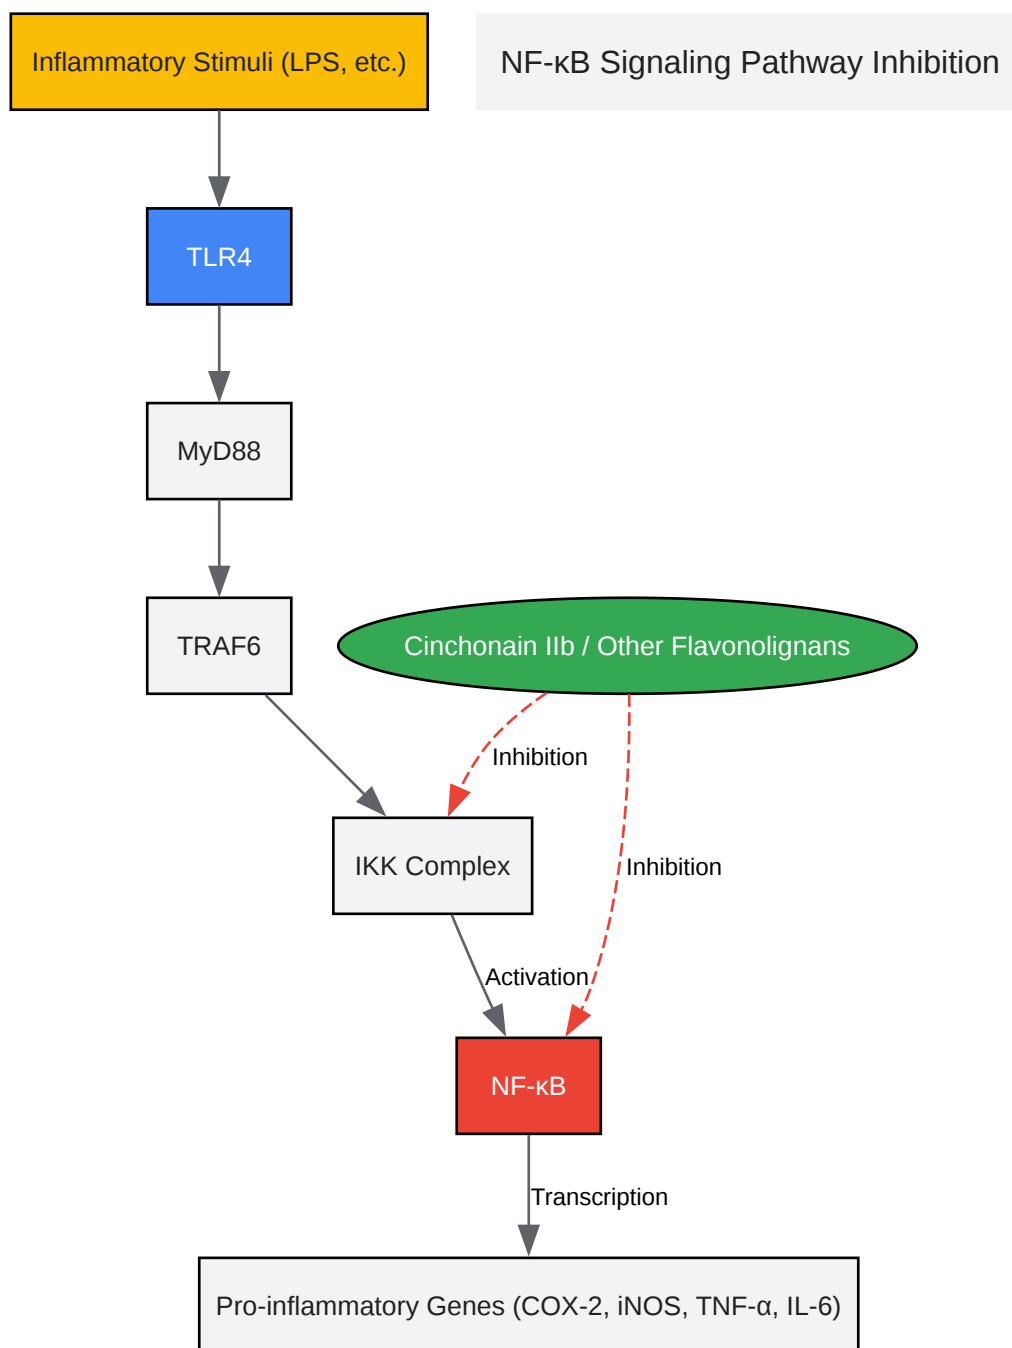 Inflammatory Stimuli (LPS, etc.)
NF-κB Signaling Pathway Inhibition
TLR4
MyD88
TRAF6
Cinchonain IIb / Other Flavonolignans
Inhibition
IKK Complex
Inhibition
Activation
NF-κB
Transcription
Pro-inflammatory Genes (COX-2, iNOS, TNF-α, IL-6)